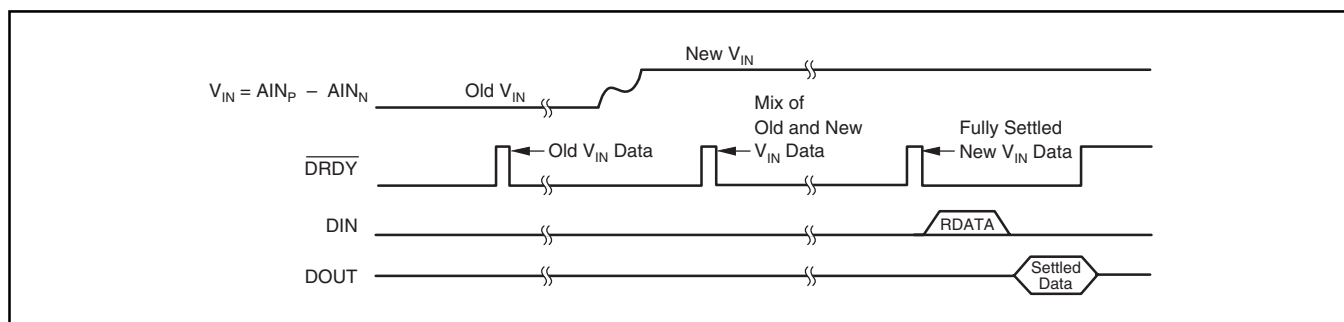 New V_IN
V_IN = AIN_P – AIN_N
Old V_IN
Mix of
Old and New
V_IN Data
Fully Settled
New V_IN Data
Old V_IN Data
DRDY
DIN
RDATA
DOUT
Settled
Data